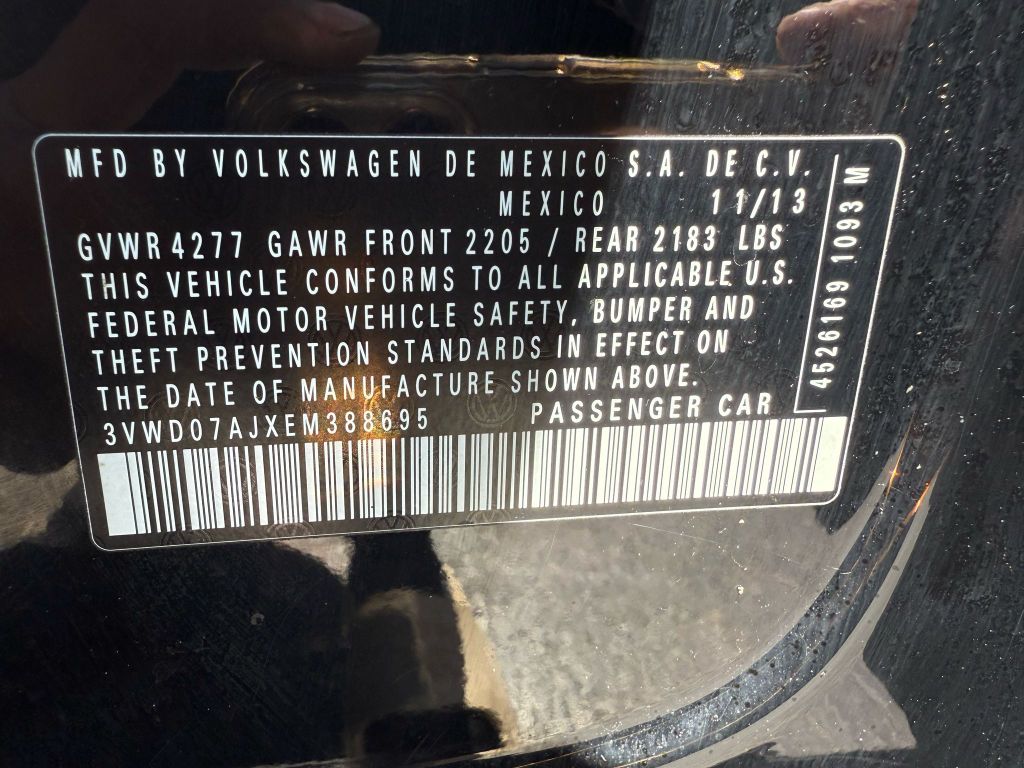 MFD BY VOLKSWAGEN DE MEXICO S.A. DE C.V.
MEXICO 11/13
GVWR 4277 GAWR FRONT 2205 / REAR 2183 LBS
THIS VEHICLE CONFORMS TO ALL APPLICABLE U.S.
FEDERAL MOTOR VEHICLE SAFETY, BUMPER AND
THEFT PREVENTION STANDARDS IN EFFECT ON
THE DATE OF MANUFACTURE SHOWN ABOVE.
3VWD07AJXEM388695 PASSENGER CAR
4526169 1093 M